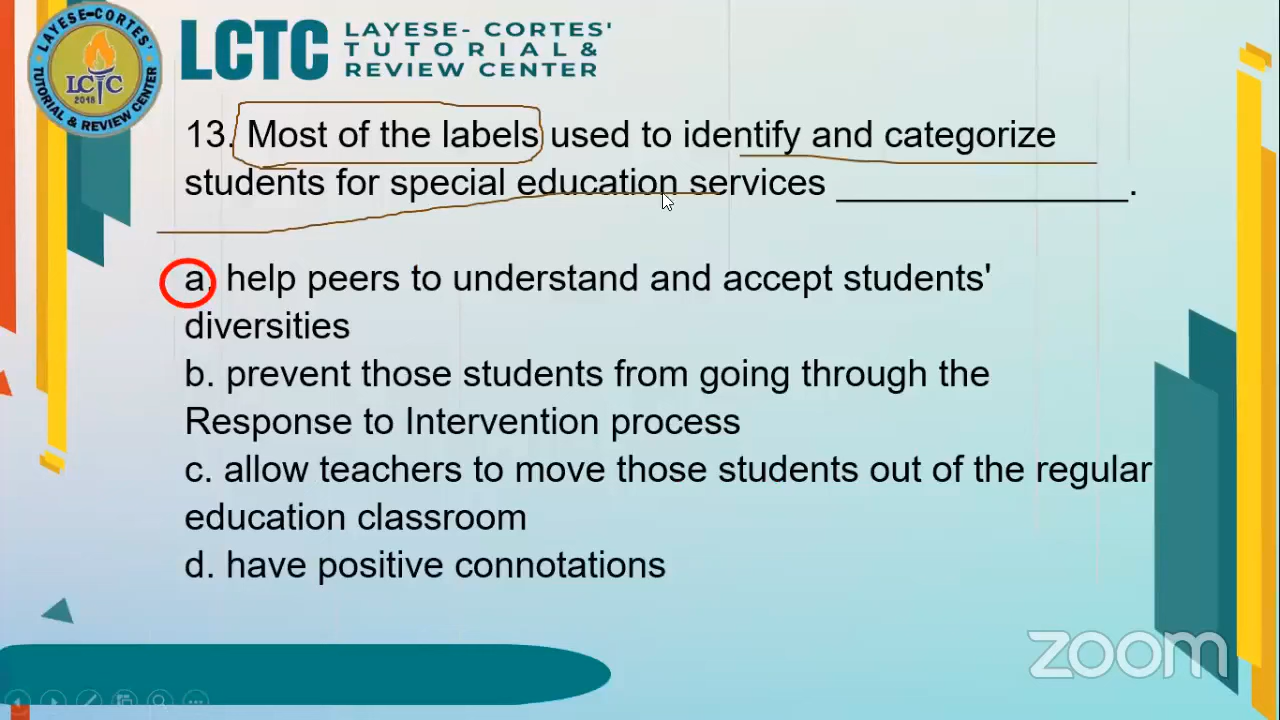 LAYESE-CORTES'
LCTC
2018
TUTORIAL & REVIEW CENTER
LCTC
LAYESE- CORTES'
TUTORIAL &
REVIEW CENTER
13. Most of the labels used to identify and categorize
students for special education services ______________.
a. help peers to understand and accept students'
diversities
b. prevent those students from going through the
Response to Intervention process
c. allow teachers to move those students out of the regular
education classroom
d. have positive connotations
zoom